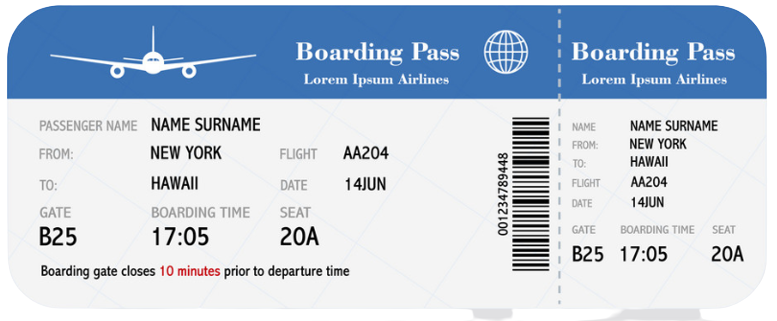 Boarding Pass
Lorem Ipsum Airlines
PASSENGER NAME NAME SURNAME
FROM: NEW YORK FLIGHT AA204
TO: HAWAII DATE 14JUN
GATE BOARDING TIME SEAT
B25 17:05 20A
Boarding gate closes 10 minutes prior to departure time
001234789448
Boarding Pass
Lorem Ipsum Airlines
NAME NAME SURNAME
FROM: NEW YORK
TO: HAWAII
FLIGHT AA204
DATE 14JUN
GATE BOARDING TIME SEAT
B25 17:05 20A